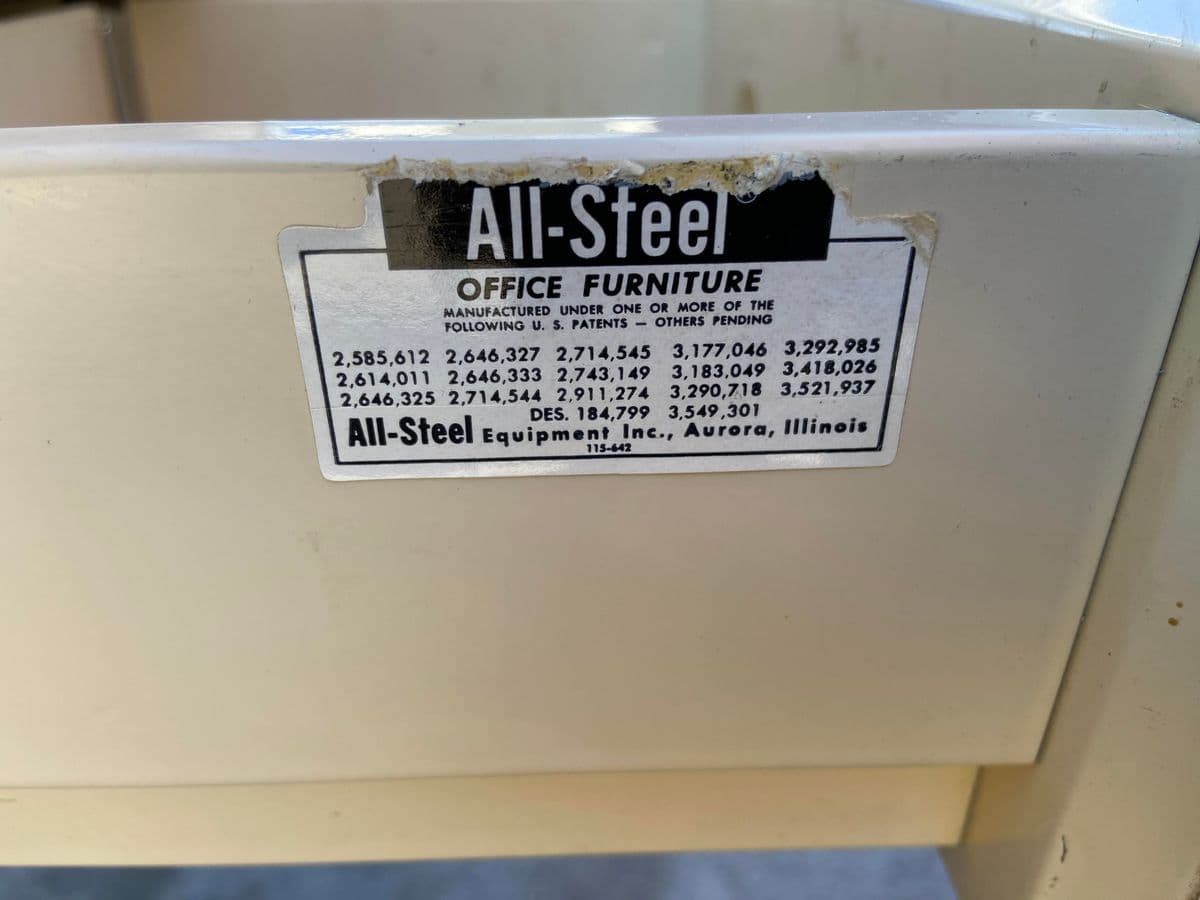 All-Steel
OFFICE FURNITURE
MANUFACTURED UNDER ONE OR MORE OF THE
FOLLOWING U. S. PATENTS — OTHERS PENDING
2,585,612 2,646,327 2,714,545 3,177,046 3,292,985
2,614,011 2,646,333 2,743,149 3,183,049 3,418,026
2,646,325 2,714,544 2,911,274 3,290,718 3,521,937
DES. 184,799 3,549,301
All-Steel Equipment Inc., Aurora, Illinois
115-642